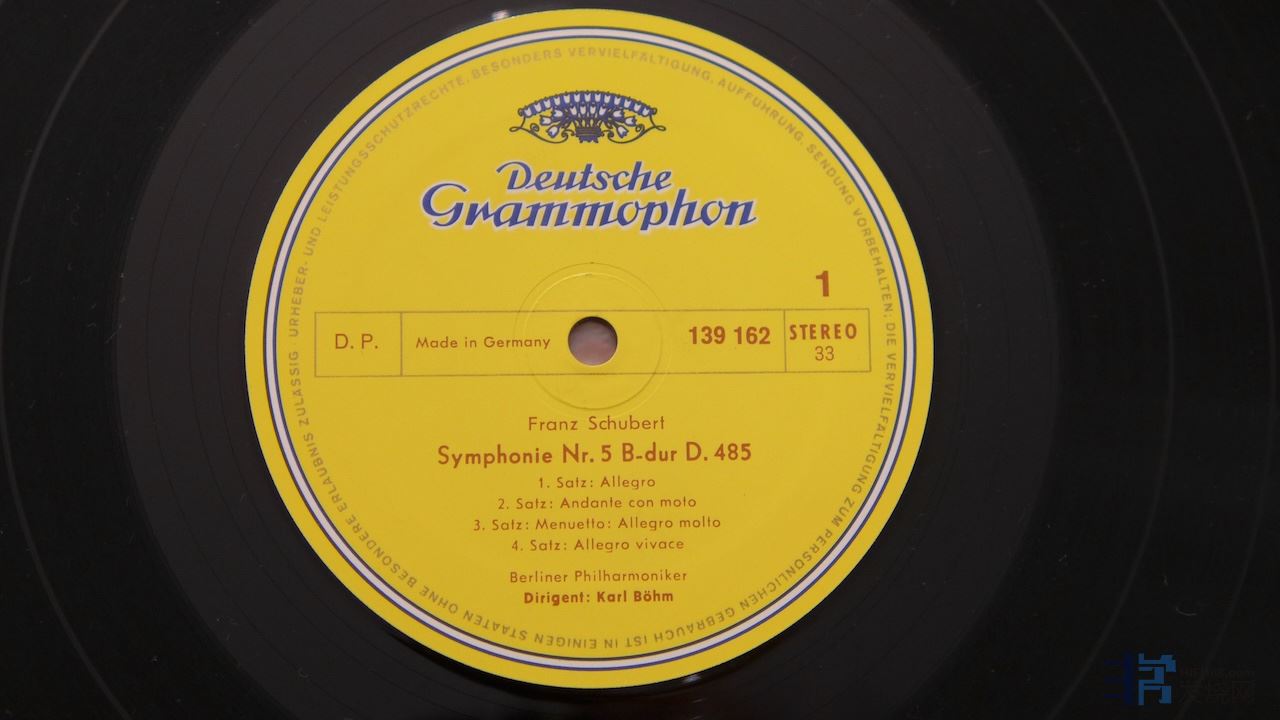 URHEBER- UND LEISTUNGSSCHUTZRECHTE, BESONDERS VERVIELFÄLTIGUNG, AUFFÜHRUNG, SENDUNG VORBEHALTEN; DIE VERVIELFÄLTIGUNG ZUM PERSÖNLICHEN GEBRAUCH IST IN EINIGEN STAATEN OHNE BESONDERE ERLAUBNIS ZULÄSSIG
Deutsche
Grammophon
1
D. P. Made in Germany 139 162 STEREO
33
Franz Schubert
Symphonie Nr. 5 B-dur D. 485
1. Satz: Allegro
2. Satz: Andante con moto
3. Satz: Menuetto: Allegro molto
4. Satz: Allegro vivace
Berliner Philharmoniker
Dirigent: Karl Böhm